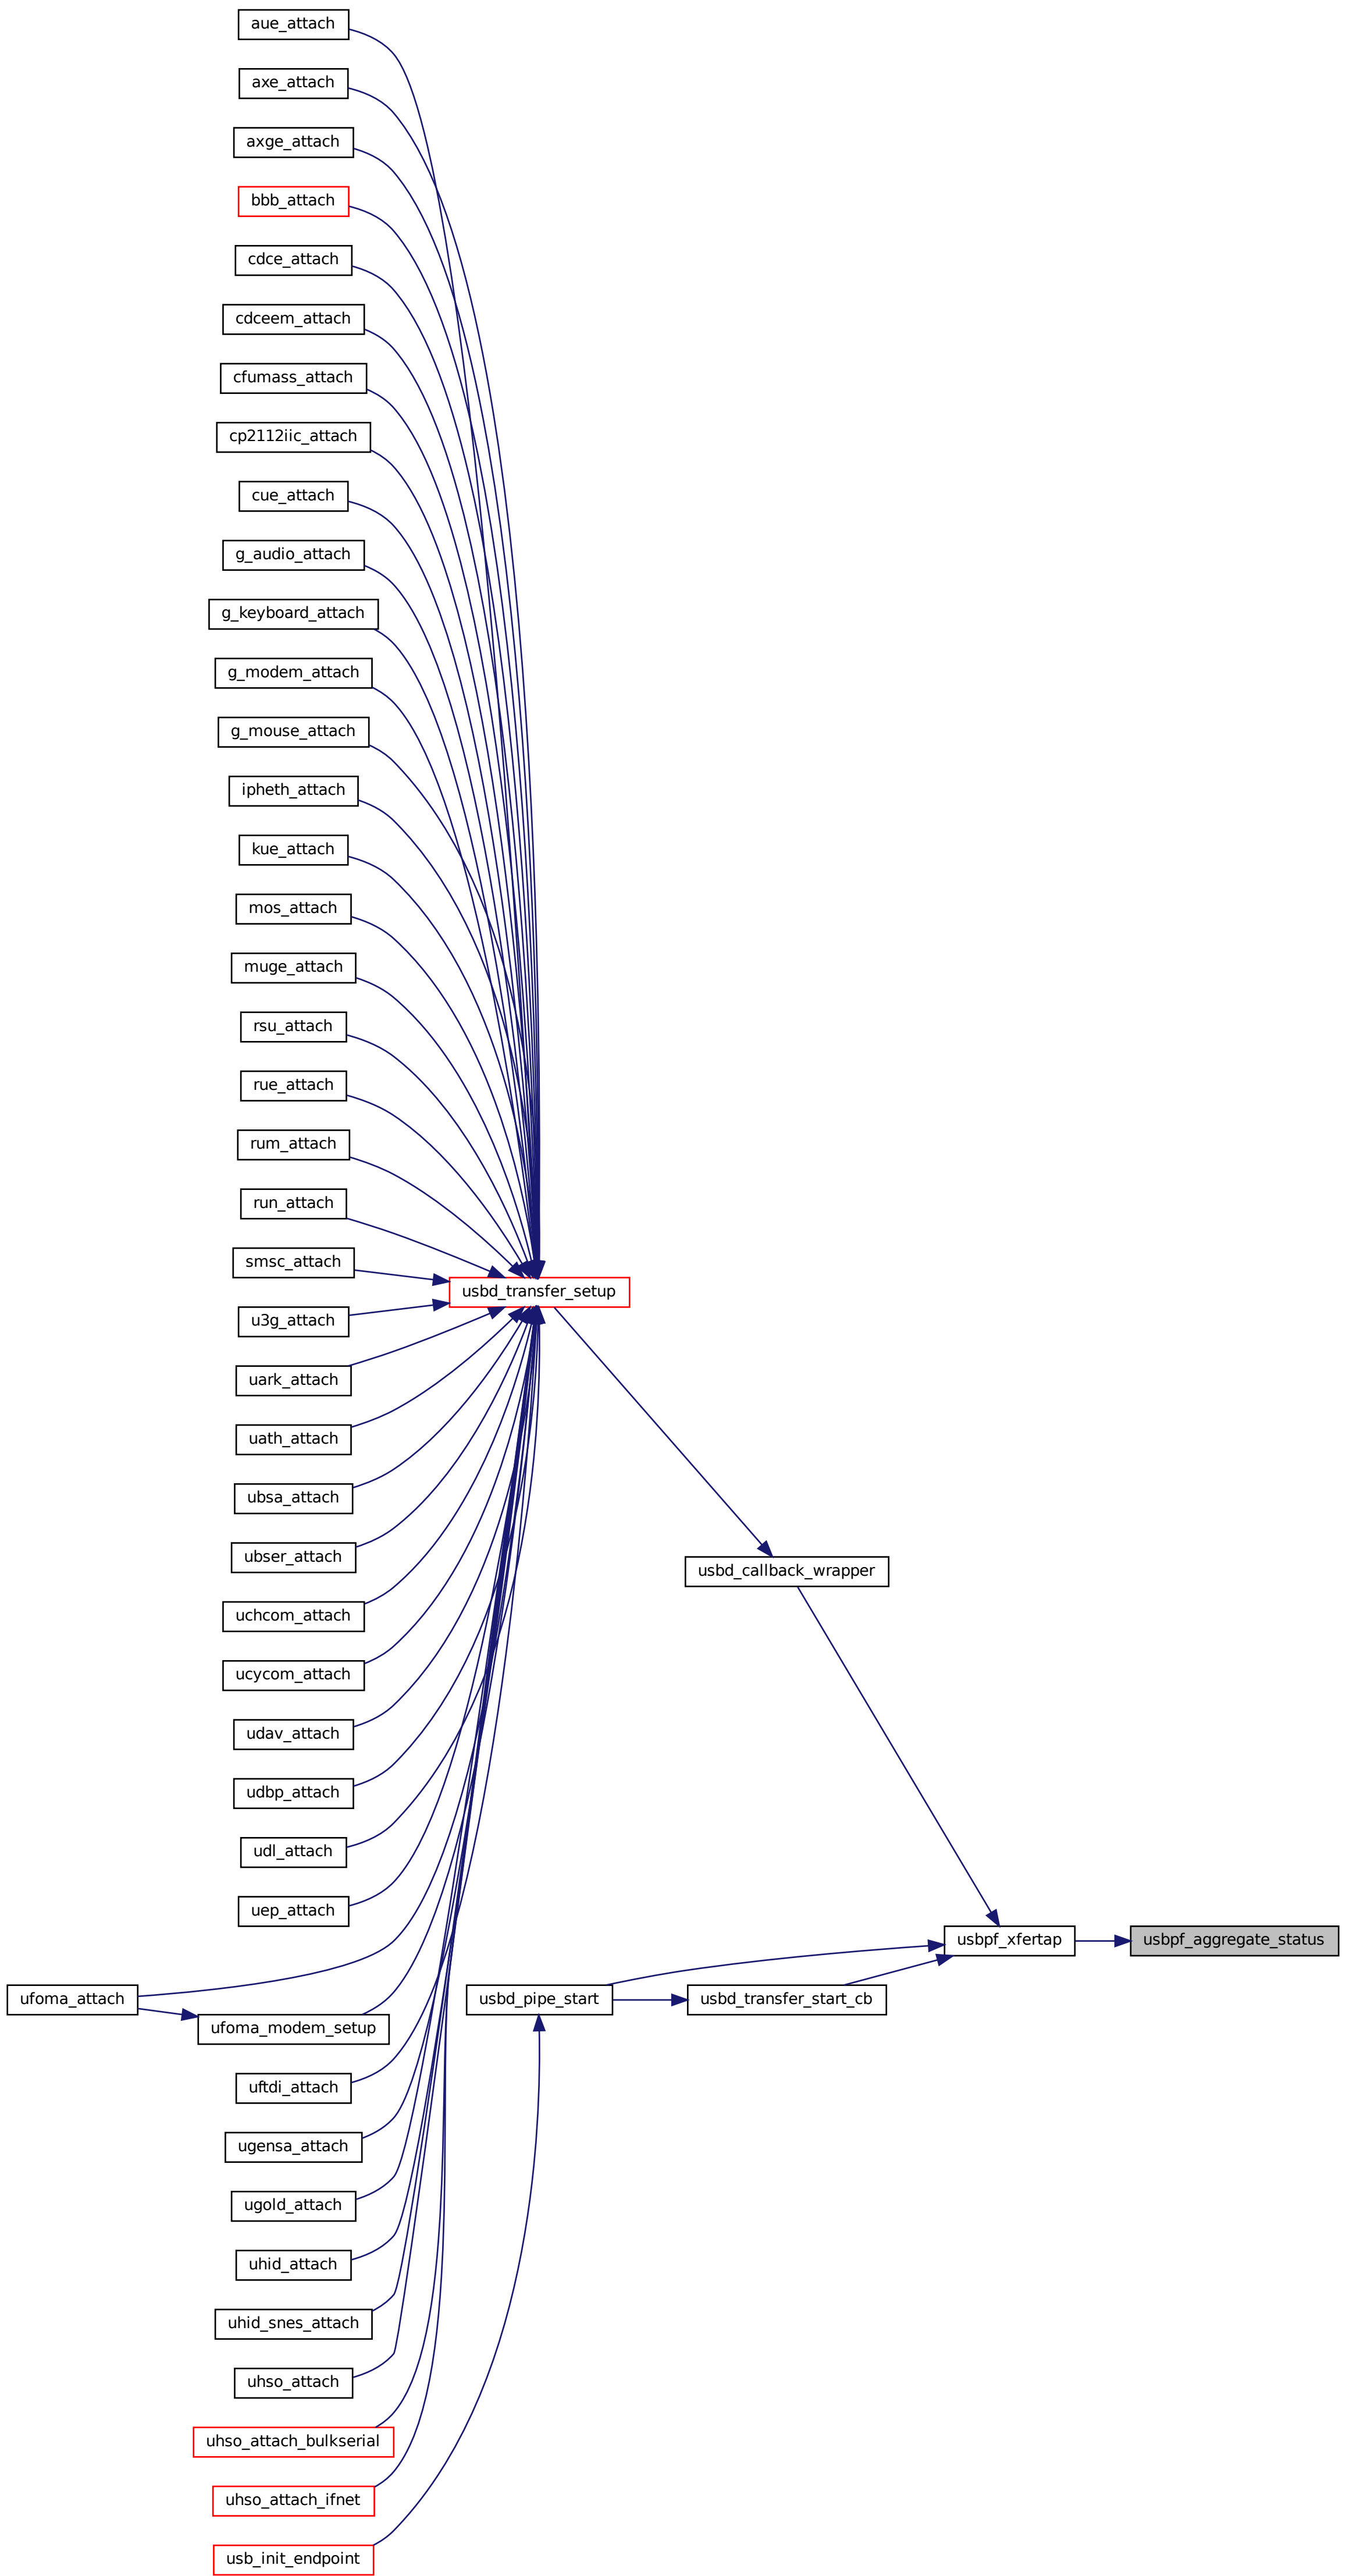 aue_attach
axe_attach
axge_attach
bbb_attach
cdce_attach
cdceem_attach
cfumass_attach
cp2112iic_attach
cue_attach
g_audio_attach
g_keyboard_attach
g_modem_attach
g_mouse_attach
ipheth_attach
kue_attach
mos_attach
muge_attach
rsu_attach
rue_attach
rum_attach
run_attach
smsc_attach
usbd_transfer_setup
u3g_attach
uark_attach
uath_attach
ubsa_attach
ubser_attach
usbd_callback_wrapper
uchcom_attach
ucycom_attach
udav_attach
udbp_attach
udl_attach
uep_attach
usbpf_xfertap
usbpf_aggregate_status
ufoma_attach
usbd_pipe_start
usbd_transfer_start_cb
ufoma_modem_setup
uftdi_attach
ugensa_attach
ugold_attach
uhid_attach
uhid_snes_attach
uhso_attach
uhso_attach_bulkserial
uhso_attach_ifnet
usb_init_endpoint